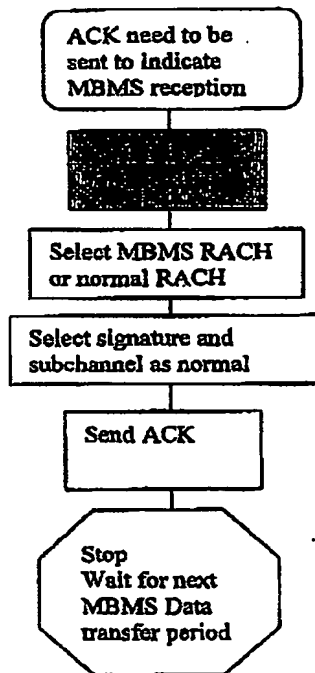 ACK need to be
sent to indicate
MBMS reception
Select MBMS RACH
or normal RACH
Select signature and
subchannel as normal
Send ACK
Stop
Wait for next
MBMS Data
transfer period